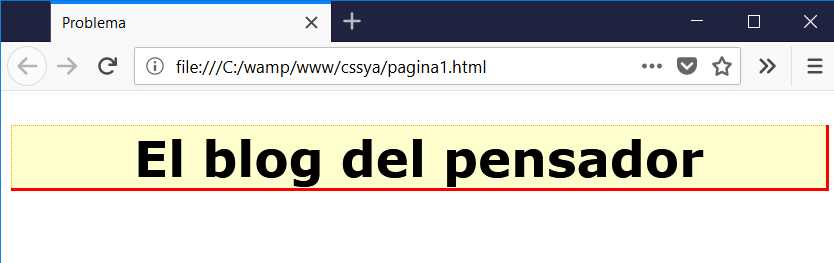 Problema
file:///C:/wamp/www/cssya/pagina1.html
El blog del pensador